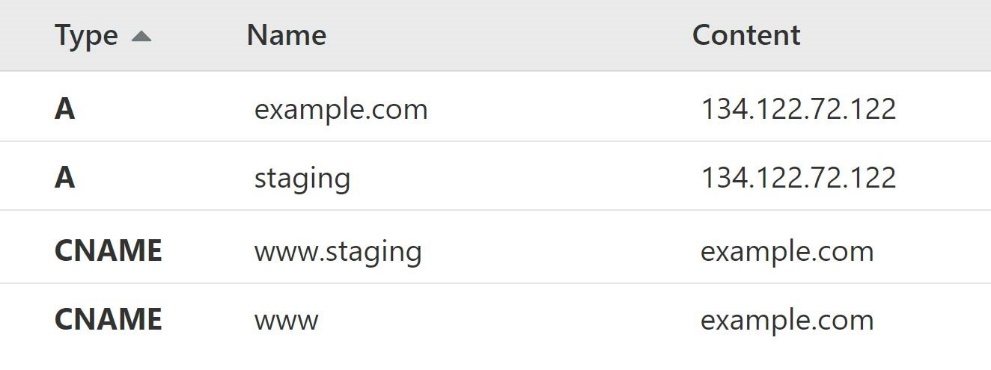 Type Name Content
A example.com 134.122.72.122
A staging 134.122.72.122
CNAME www.staging example.com
CNAME www example.com